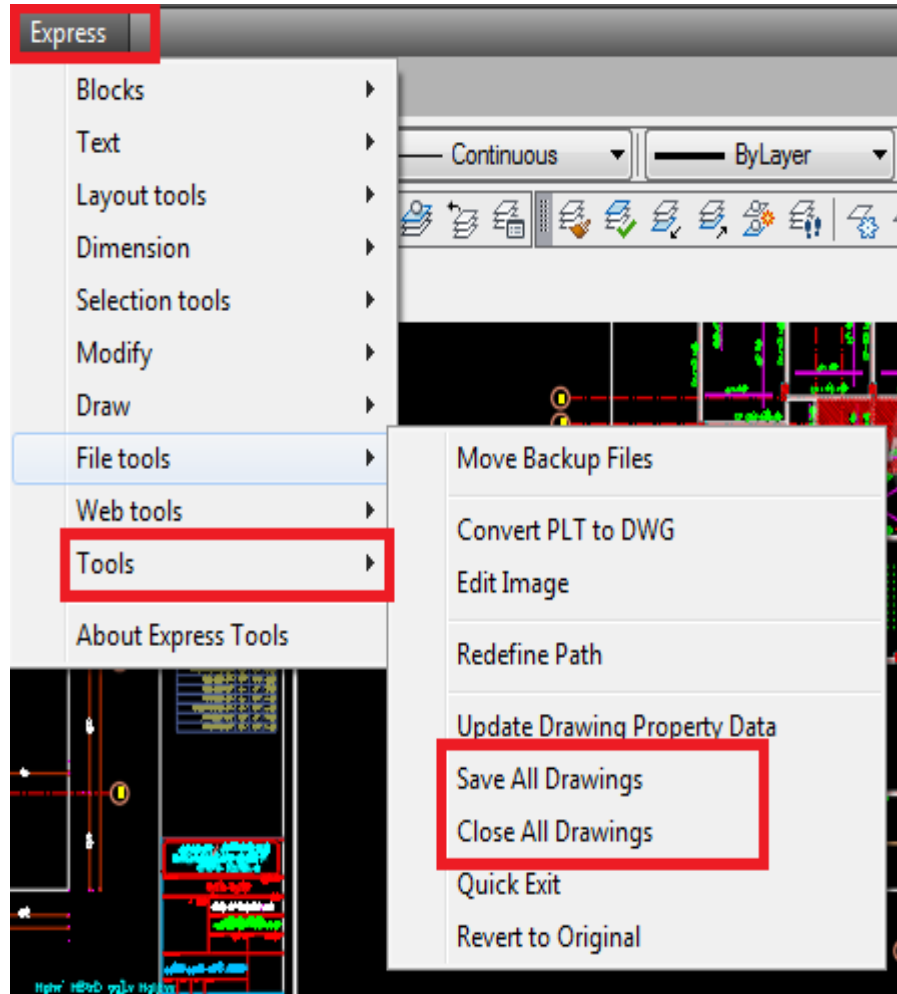 Express
Blocks
Text
Layout tools
Dimension
Selection tools
Modify
Draw
File tools
Web tools
Tools
About Express Tools
Continuous
ByLayer
Move Backup Files
Convert PLT to DWG
Edit Image
Redefine Path
Update Drawing Property Data
Save All Drawings
Close All Drawings
Quick Exit
Revert to Original